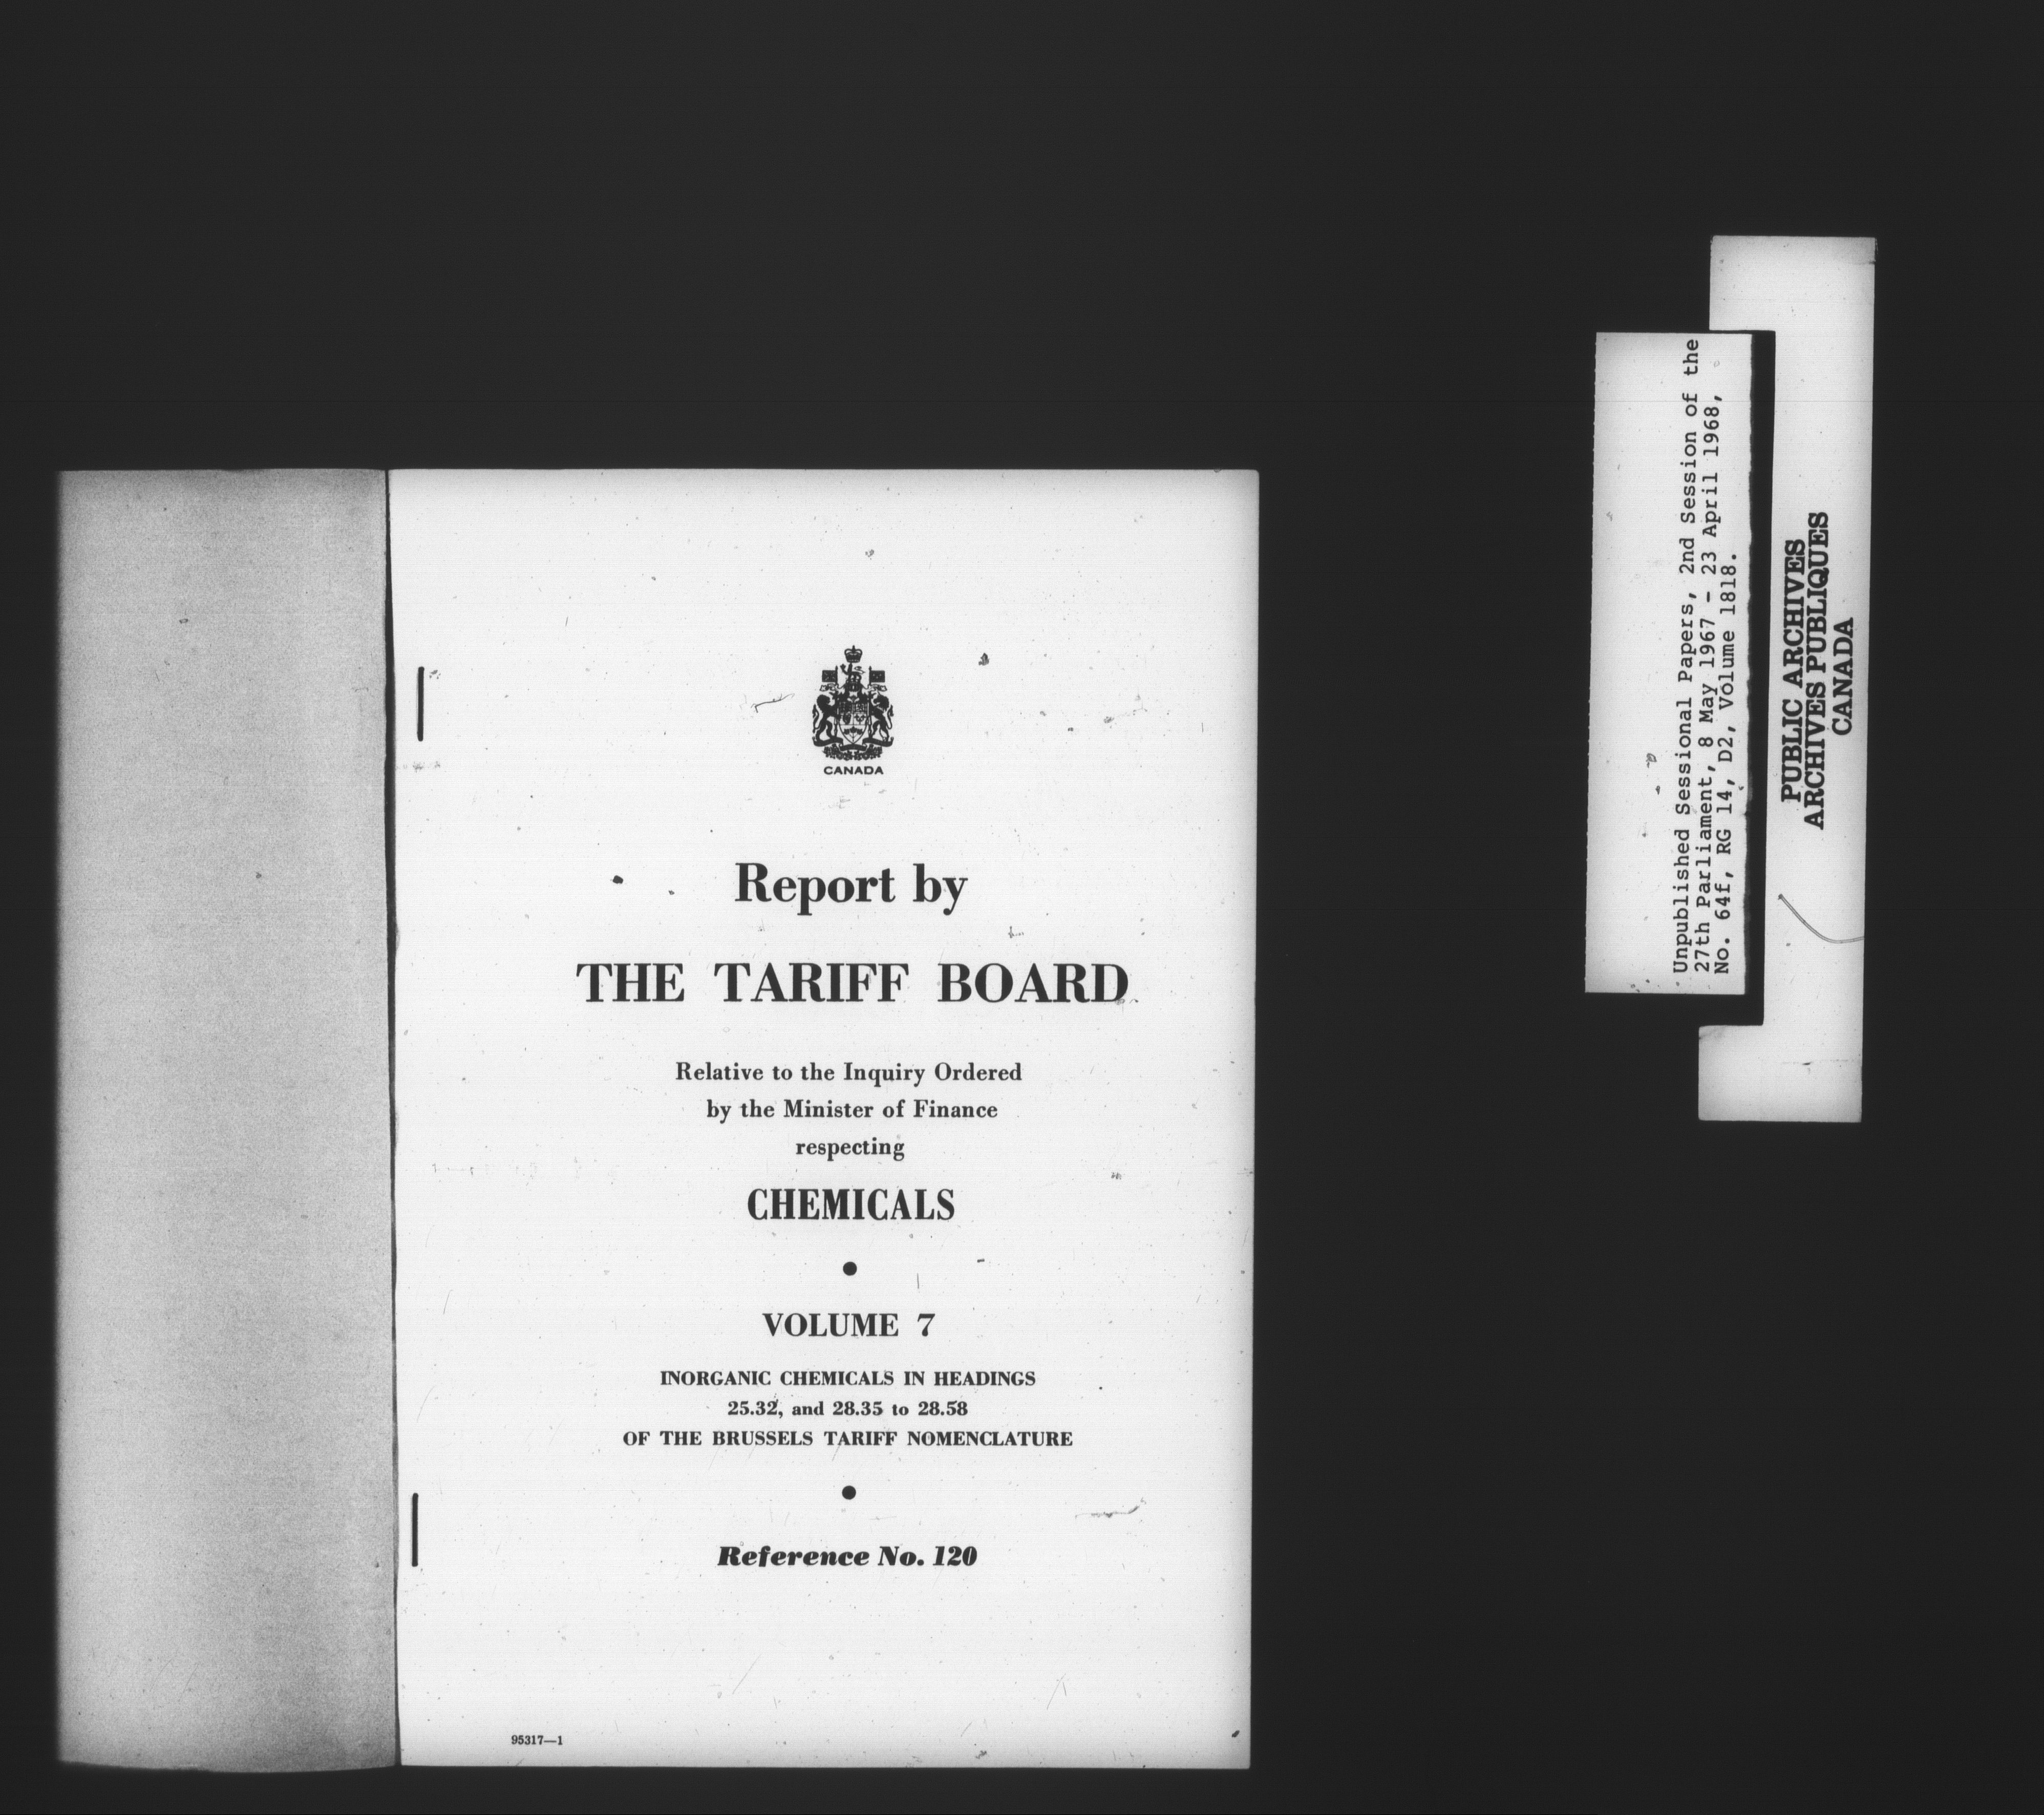 CANADA
Report by
THE TARIFF BOARD
Relative to the Inquiry Ordered
by the Minister of Finance
respecting
CHEMICALS
VOLUME 7
INORGANIC CHEMICALS IN HEADINGS
25.32, and 28.35 to 28.58
OF THE BRUSSELS TARIFF NOMENCLATURE
Reference No. 120
95317—1
Unpublished Sessional Papers, 2nd Session of the
27th Parliament, 8 May 1967 - 23 April 1968,
No. 64f, RG 14, D2, Volume 1818.
PUBLIC ARCHIVES
ARCHIVES PUBLIQUES
CANADA